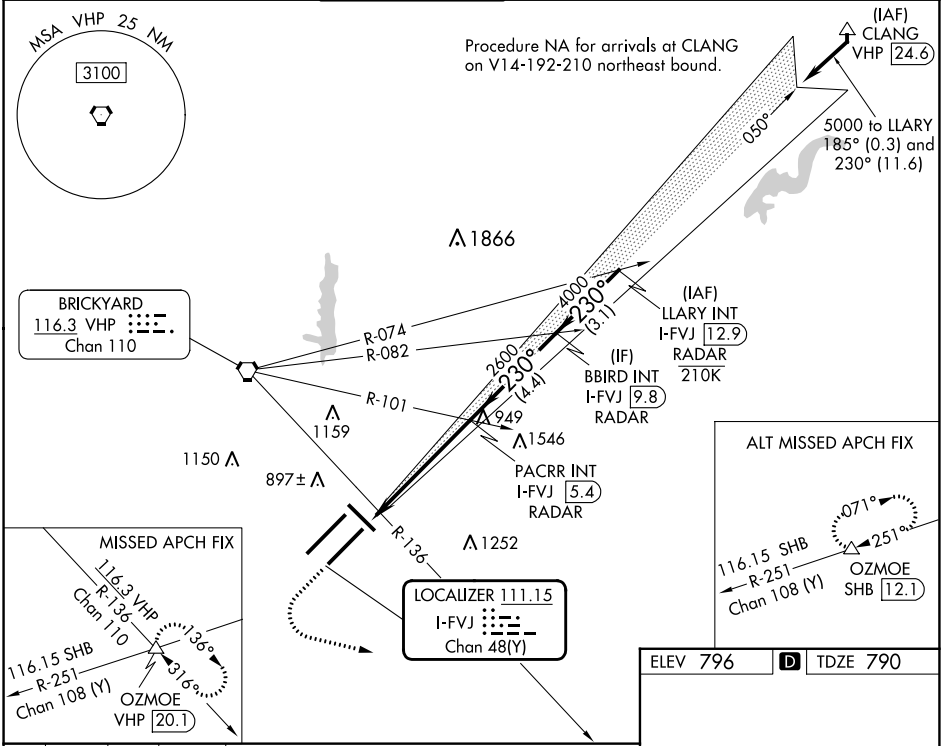 MSA VHP 25 NM
3100
Procedure NA for arrivals at CLANG
on V14-192-210 northeast bound.
(IAF)
CLANG
VHP 24.6
050°
5000 to LLARY
185° (0.3) and
230° (11.6)
1866
BRICKYARD
116.3 VHP
Chan 110
R-074
R-082
R-101
4000
230°
(3.1)
(IAF)
LLARY INT
I-FVJ 12.9
RADAR
210K
2600
230°
(4.4)
(IF)
BBIRD INT
I-FVJ 9.8
RADAR
949
1159
1546
1150
897±
PACRR INT
I-FVJ 5.4
RADAR
R-136
1252
LOCALIZER 111.15
I-FVJ
Chan 48(Y)
MISSED APCH FIX
116.3 VHP
R-136
Chan 110
116.15 SHB
R-251
Chan 108 (Y)
136°
316°
OZMOE
VHP 20.1
ALT MISSED APCH FIX
071°
251°
116.15 SHB
R-251
Chan 108 (Y)
OZMOE
SHB 12.1
ELEV 796 D TDZE 790